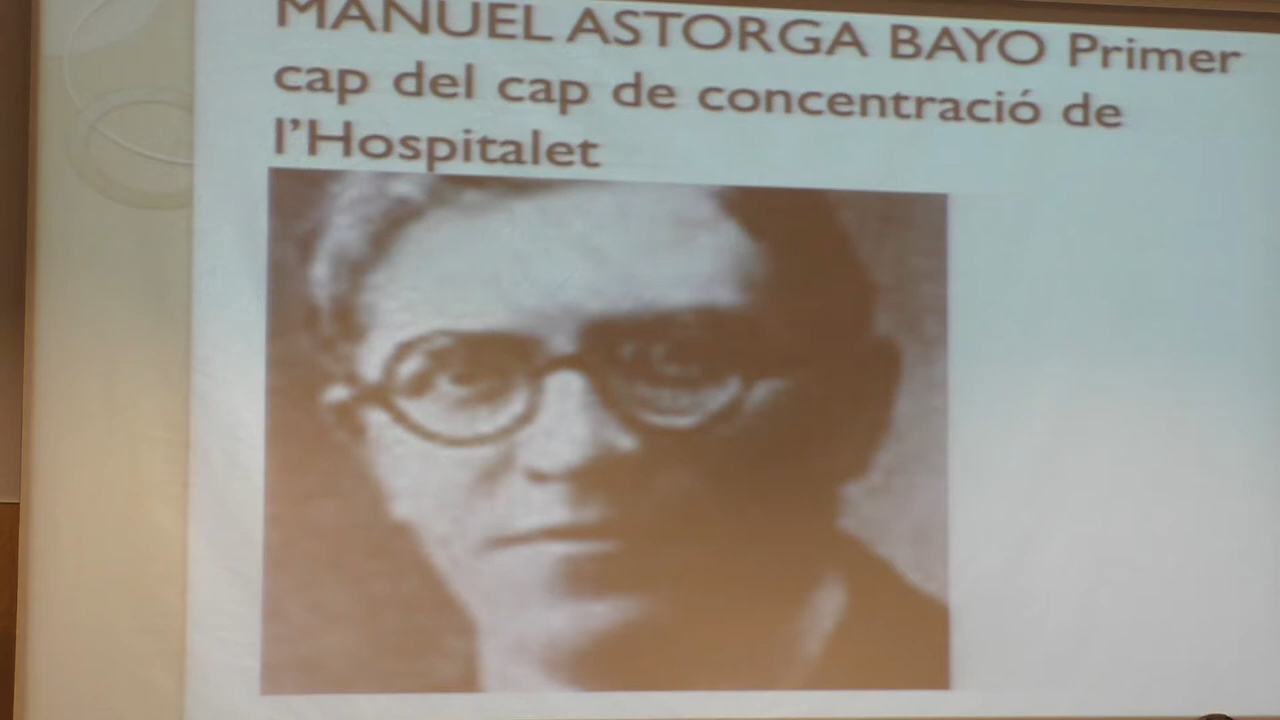 MANUEL ASTORGA BAYO Primer
cap del cap de concentració de
l’Hospitalet